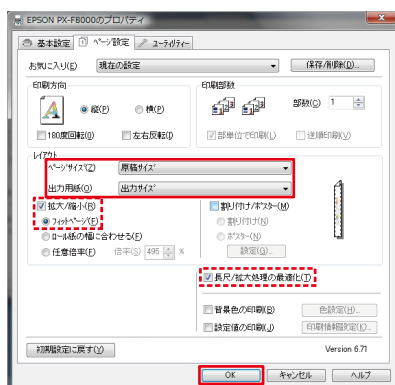 EPSON PX-F8000のプロパティ
基本設定 ページ設定 ユーティリティー
お気に入り(E) 現在の設定 保存/削除(D)...
印刷方向 印刷部数
縦(P) 横(P) 部数(C) 1
180度回転(0) 左右反転(I) 部単位で印刷(L) 逆順印刷(V)
レイアウト
ページサイズ(Z) 原稿サイズ
出力用紙(O) 出力サイズ
拡大/縮小(R) 割り付け/ポスター(M)
フィットページ(F) 割り付け(N)
ロール紙の幅に合わせる(F) ポスター(N)
任意倍率(F) 倍率(S) 495 % 設定(G)...
長尺/拡大処理の最適化(T)
背景色の印刷(B) 色設定(H)...
設定値の印刷(J) 印刷情報設定(K)...
初期設定に戻す(Y) Version 6.71
OK キャンセル ヘルプ